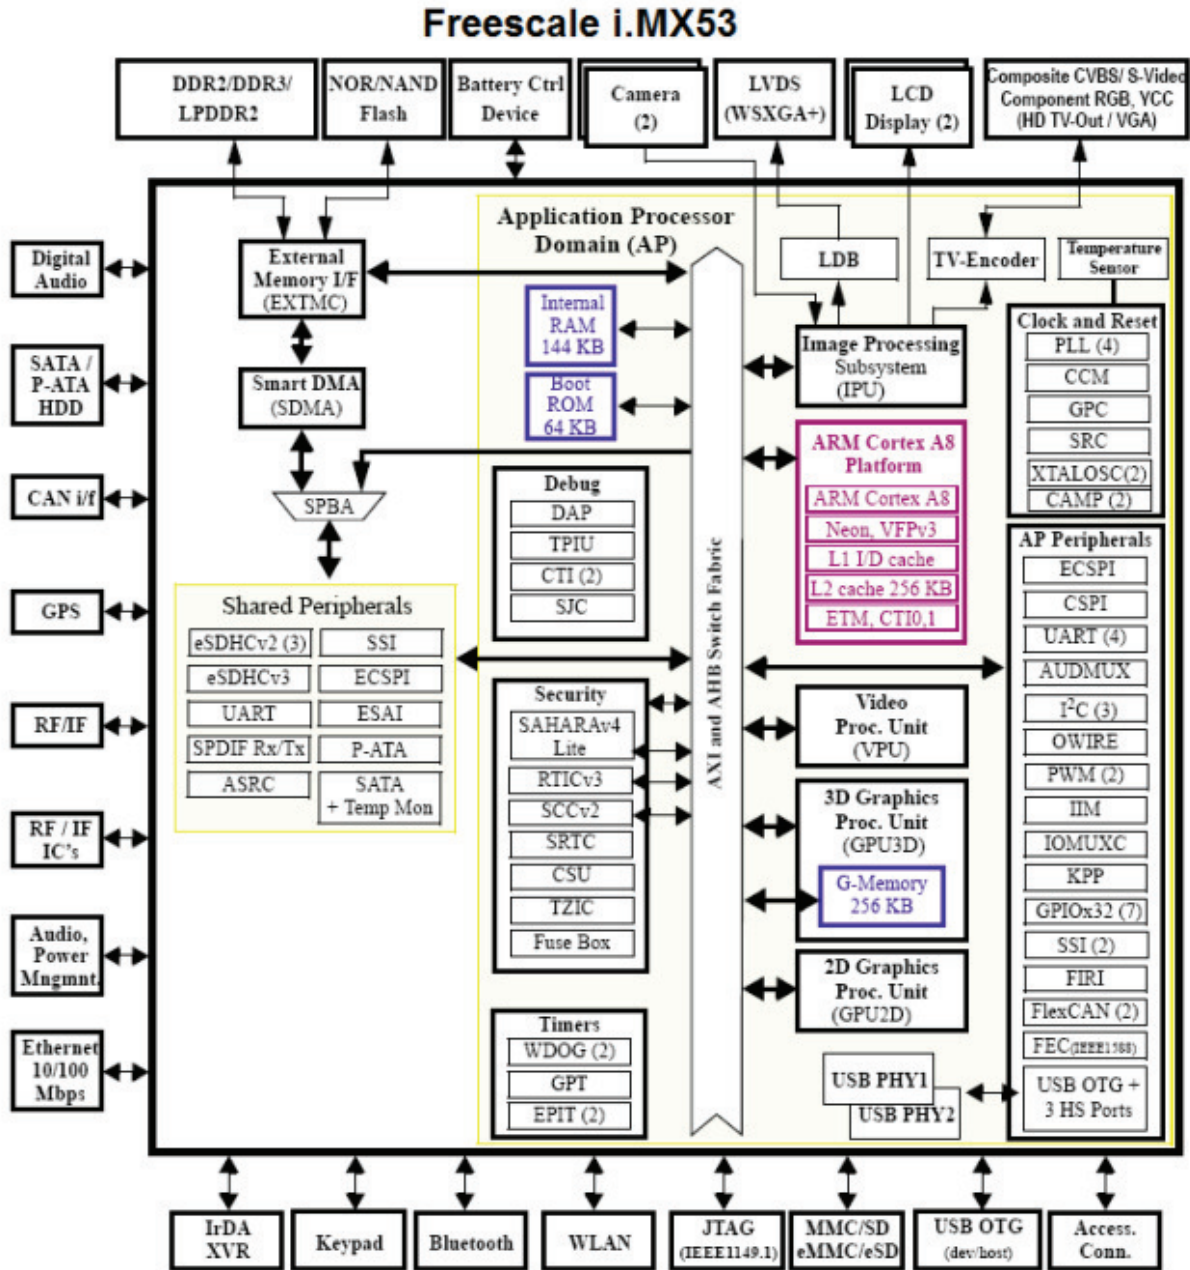 Freescale i.MX53
DDR2/DDR3/
LPDDR2
NOR/NAND
Flash
Battery Ctrl
Device
Camera
(2)
LVDS
(WSXGA+)
LCD
Display (2)
Composite CVBS/ S-Video
Component RGB, YCC
(HD TV-Out / VGA)
Digital
Audio
SATA /
P-ATA
HDD
CAN i/f
GPS
RF/IF
RF / IF
IC's
Audio,
Power
Mngmnt.
Ethernet
10/100
Mbps
External
Memory I/F
(EXTMC)
Smart DMA
(SDMA)
SPBA
Shared Peripherals
eSDHCv2 (3)
SSI
eSDHCv3
ECSPI
UART
ESAI
SPDIF Rx/Tx
P-ATA
ASRC
SATA
+ Temp Mon
Application Processor
Domain (AP)
Internal
RAM
144 KB
Boot
ROM
64 KB
Debug
DAP
TPIU
CTI (2)
SJC
Security
SAHARAv4
Lite
RTICv3
SCCv2
SRTC
CSU
TZIC
Fuse Box
Timers
WDOG (2)
GPT
EPIT (2)
AXI and AHB Switch Fabric
LDB
TV-Encoder
Temperature
Sensor
Image Processing
Subsystem
(IPU)
ARM Cortex A8
Platform
ARM Cortex A8
Neon, VFPv3
L1 I/D cache
L2 cache 256 KB
ETM, CTI0,1
Video
Proc. Unit
(VPU)
3D Graphics
Proc. Unit
(GPU3D)
G-Memory
256 KB
2D Graphics
Proc. Unit
(GPU2D)
USB PHY1
USB PHY2
Clock and Reset
PLL (4)
CCM
GPC
SRC
XTALOSC(2)
CAMP (2)
AP Peripherals
ECSPI
CSPI
UART (4)
AUDMUX
I²C (3)
OWIRE
PWM (2)
IIM
IOMUXC
KPP
GPIOx32 (7)
SSI (2)
FIRI
FlexCAN (2)
FEC(IEEE1588)
USB OTG +
3 HS Ports
IrDA
XVR
Keypad
Bluetooth
WLAN
JTAG
(IEEE1149.1)
MMC/SD
eMMC/eSD
USB OTG
(dev/host)
Access.
Conn.